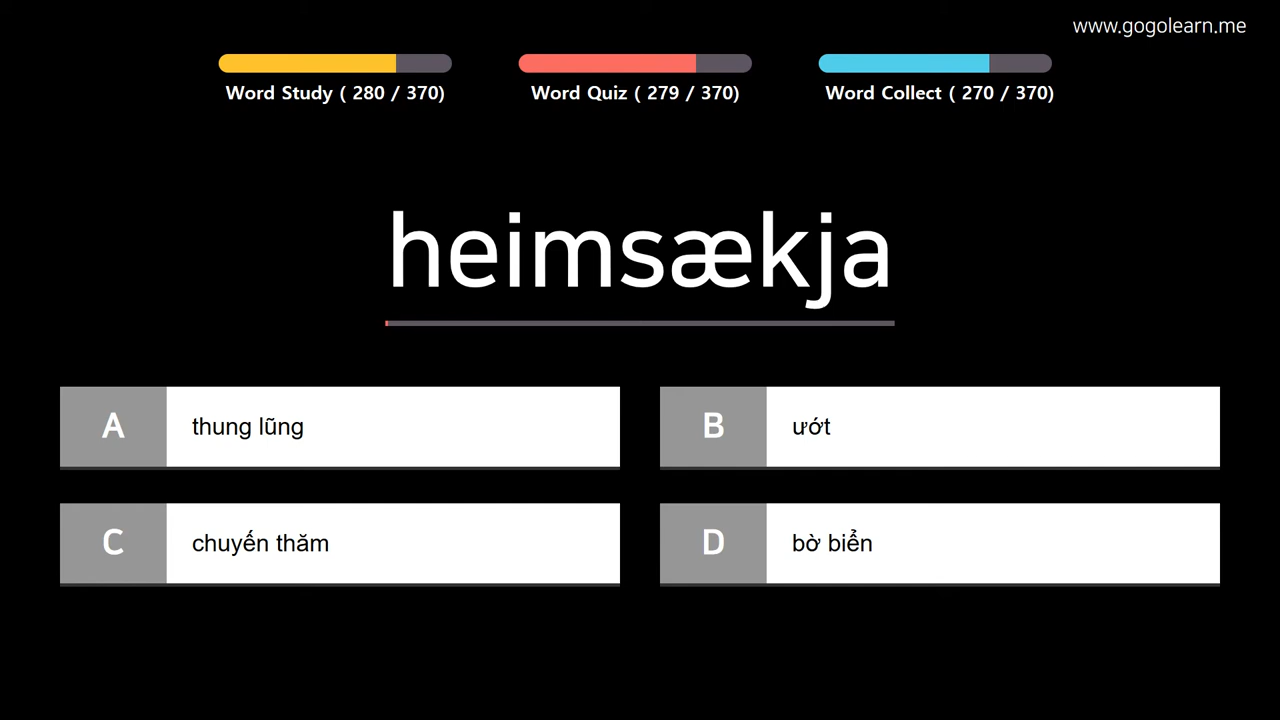 www.gogolearn.me
Word Study ( 280 / 370)
Word Quiz ( 279 / 370)
Word Collect ( 270 / 370)
heimsækja
A
thung lũng
B
ướt
C
chuyến thăm
D
bờ biển